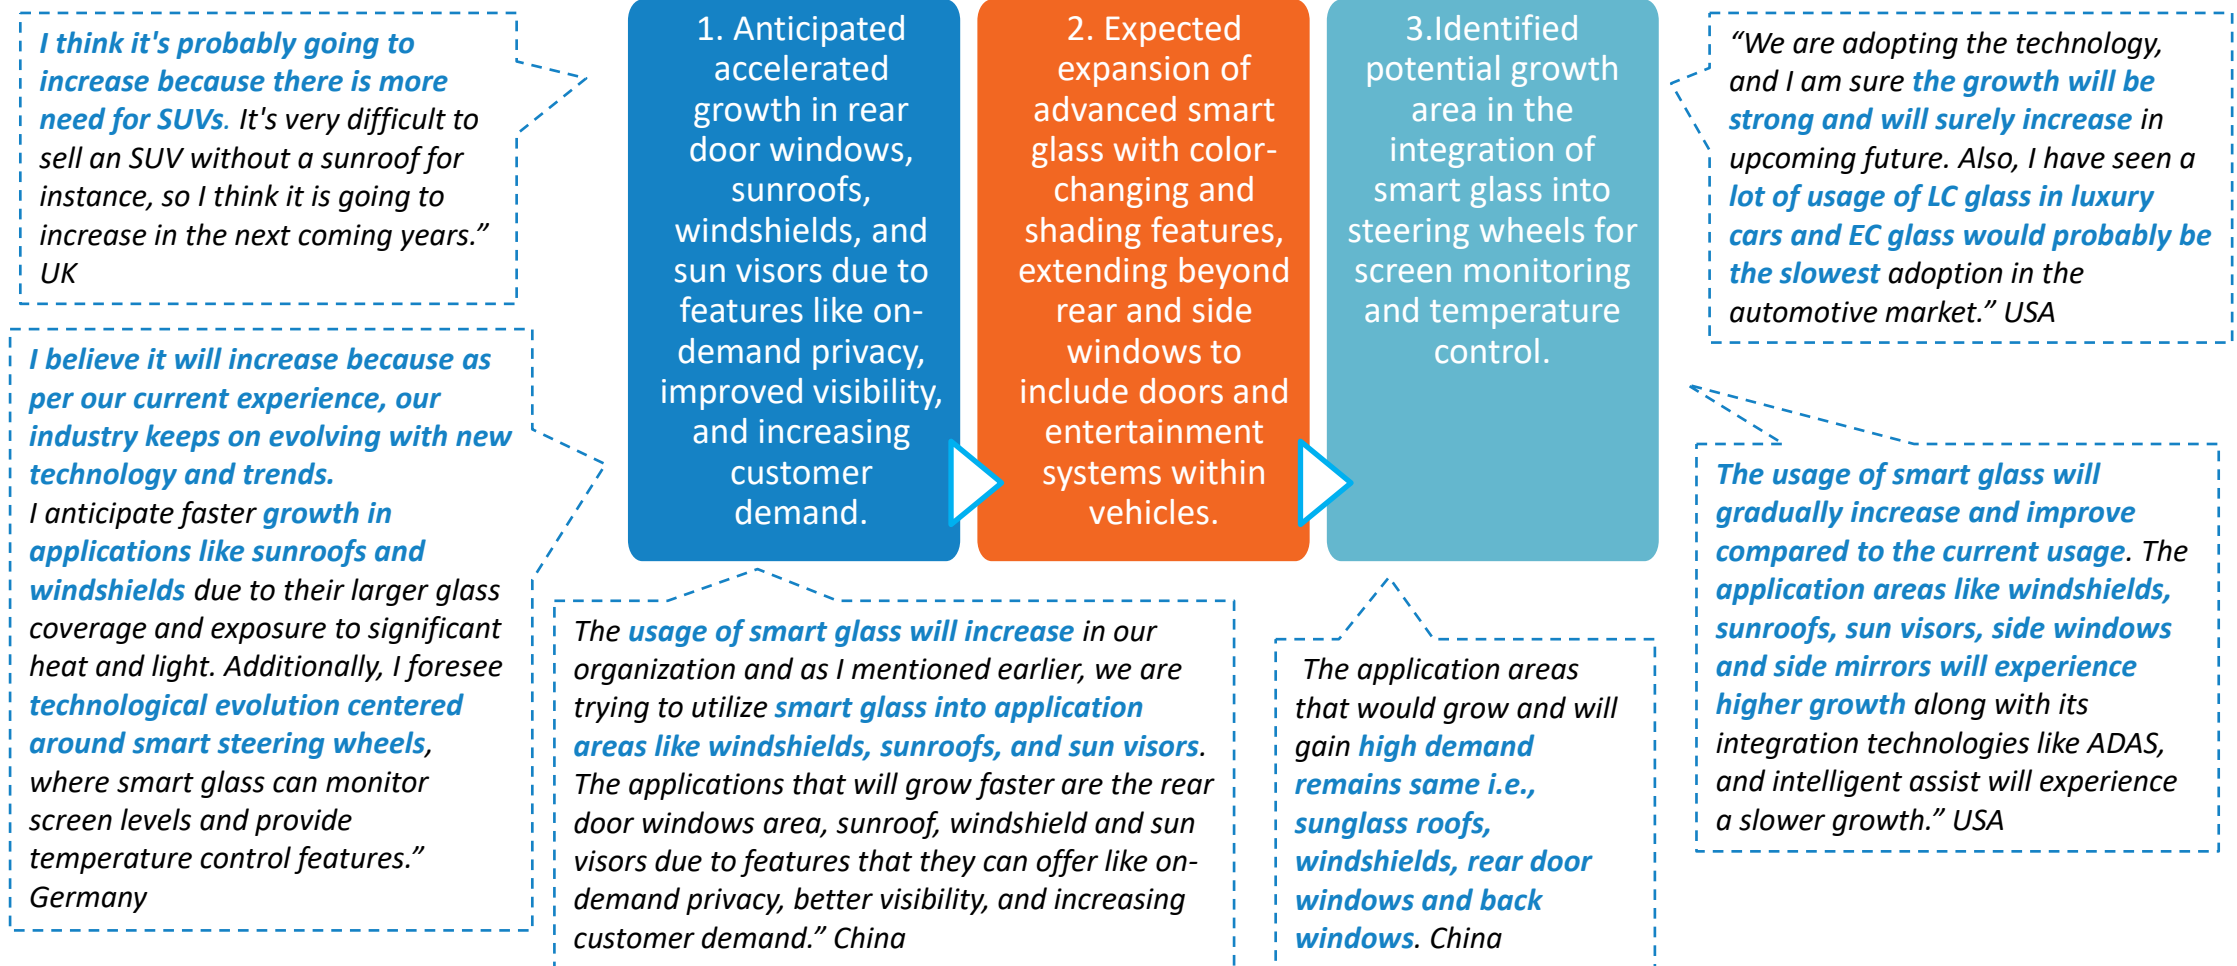 I think it's probably going to
increase because there is more
need for SUVs. It's very difficult to
sell an SUV without a sunroof for
instance, so I think it is going to
increase in the next coming years.”
UK
I believe it will increase because as
per our current experience, our
industry keeps on evolving with new
technology and trends.
I anticipate faster growth in
applications like sunroofs and
windshields due to their larger glass
coverage and exposure to significant
heat and light. Additionally, I foresee
technological evolution centered
around smart steering wheels,
where smart glass can monitor
screen levels and provide
temperature control features.”
Germany
1. Anticipated
accelerated
growth in rear
door windows,
sunroofs,
windshields, and
sun visors due to
features like on-
demand privacy,
improved visibility,
and increasing
customer
demand.
2. Expected
expansion of
advanced smart
glass with color-
changing and
shading features,
extending beyond
rear and side
windows to
include doors and
entertainment
systems within
vehicles.
3.Identified
potential growth
area in the
integration of
smart glass into
steering wheels for
screen monitoring
and temperature
control.
The usage of smart glass will increase in our
organization and as I mentioned earlier, we are
trying to utilize smart glass into application
areas like windshields, sunroofs, and sun visors.
The applications that will grow faster are the rear
door windows area, sunroof, windshield and sun
visors due to features that they can offer like on-
demand privacy, better visibility, and increasing
customer demand.” China
The application areas
that would grow and will
gain high demand
remains same i.e.,
sunglass roofs,
windshields, rear door
windows and back
windows. China
“We are adopting the technology,
and I am sure the growth will be
strong and will surely increase in
upcoming future. Also, I have seen a
lot of usage of LC glass in luxury
cars and EC glass would probably be
the slowest adoption in the
automotive market.” USA
The usage of smart glass will
gradually increase and improve
compared to the current usage. The
application areas like windshields,
sunroofs, sun visors, side windows
and side mirrors will experience
higher growth along with its
integration technologies like ADAS,
and intelligent assist will experience
a slower growth.” USA